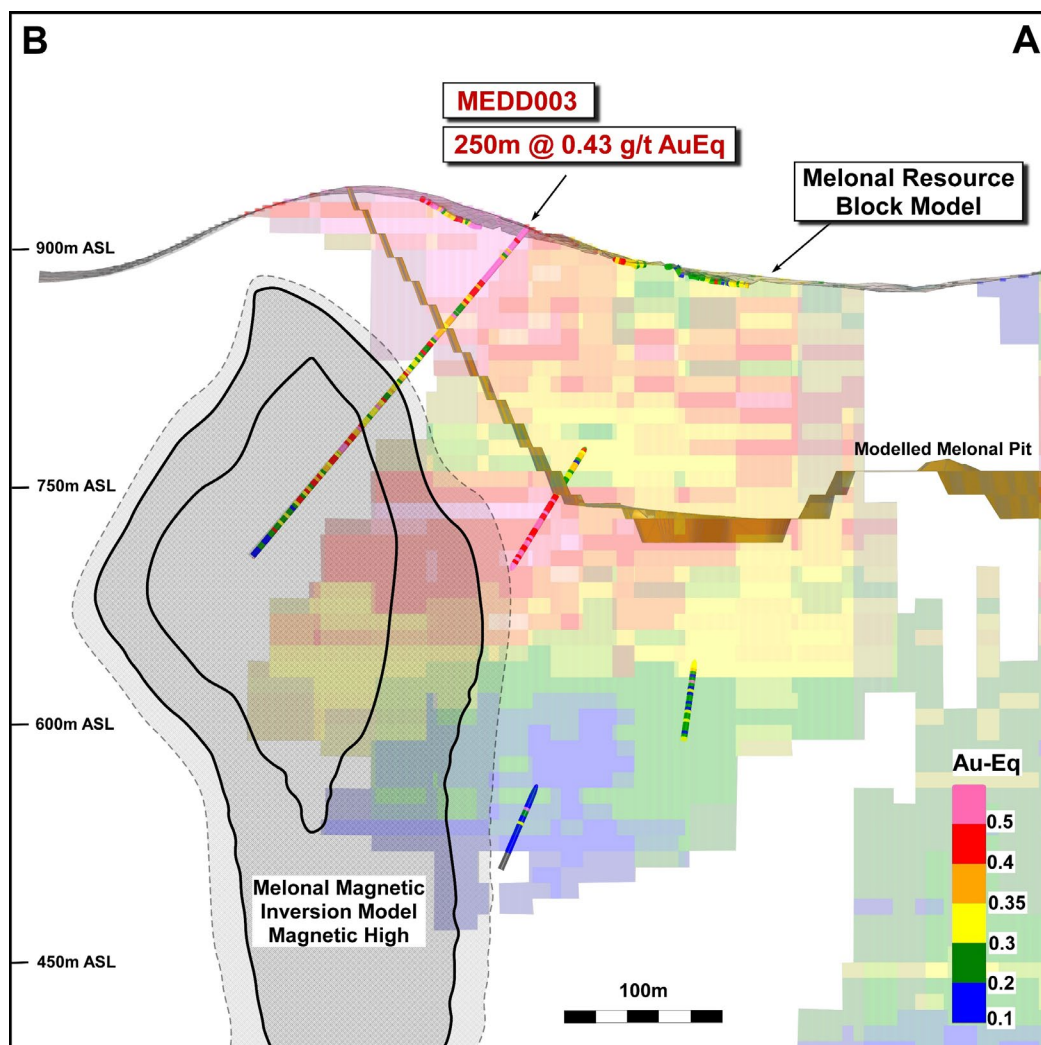 B
A
MEDD003
250m @ 0.43 g/t AuEq
Melonal Resource
Block Model
900m ASL
Modelled Melonal Pit
750m ASL
600m ASL
Au-Eq
0.5
0.4
0.35
0.3
0.2
0.1
Melonal Magnetic
Inversion Model
Magnetic High
450m ASL
100m